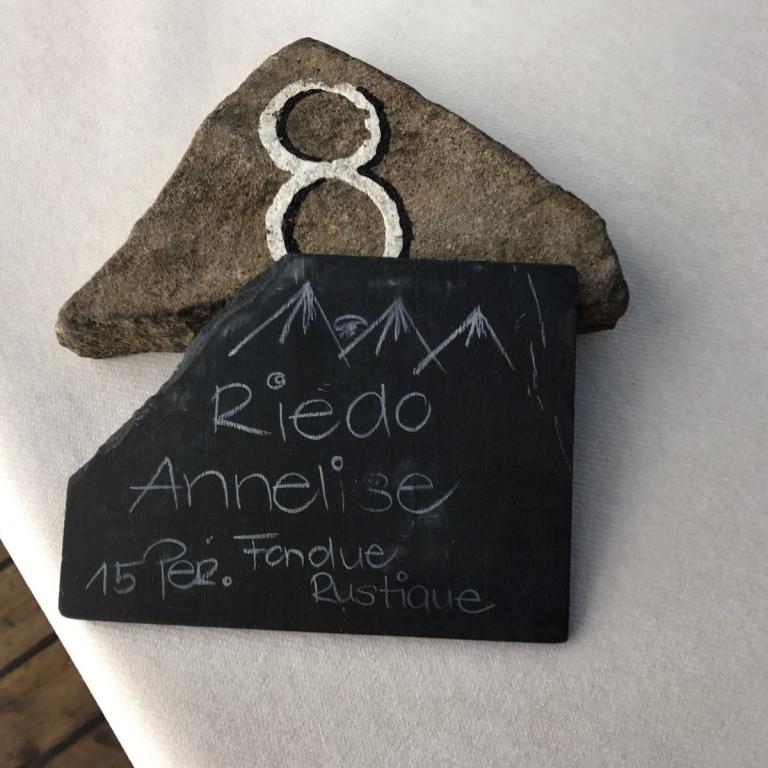 8
Riedo
Annelise
15 Per. Fondue
Rustique